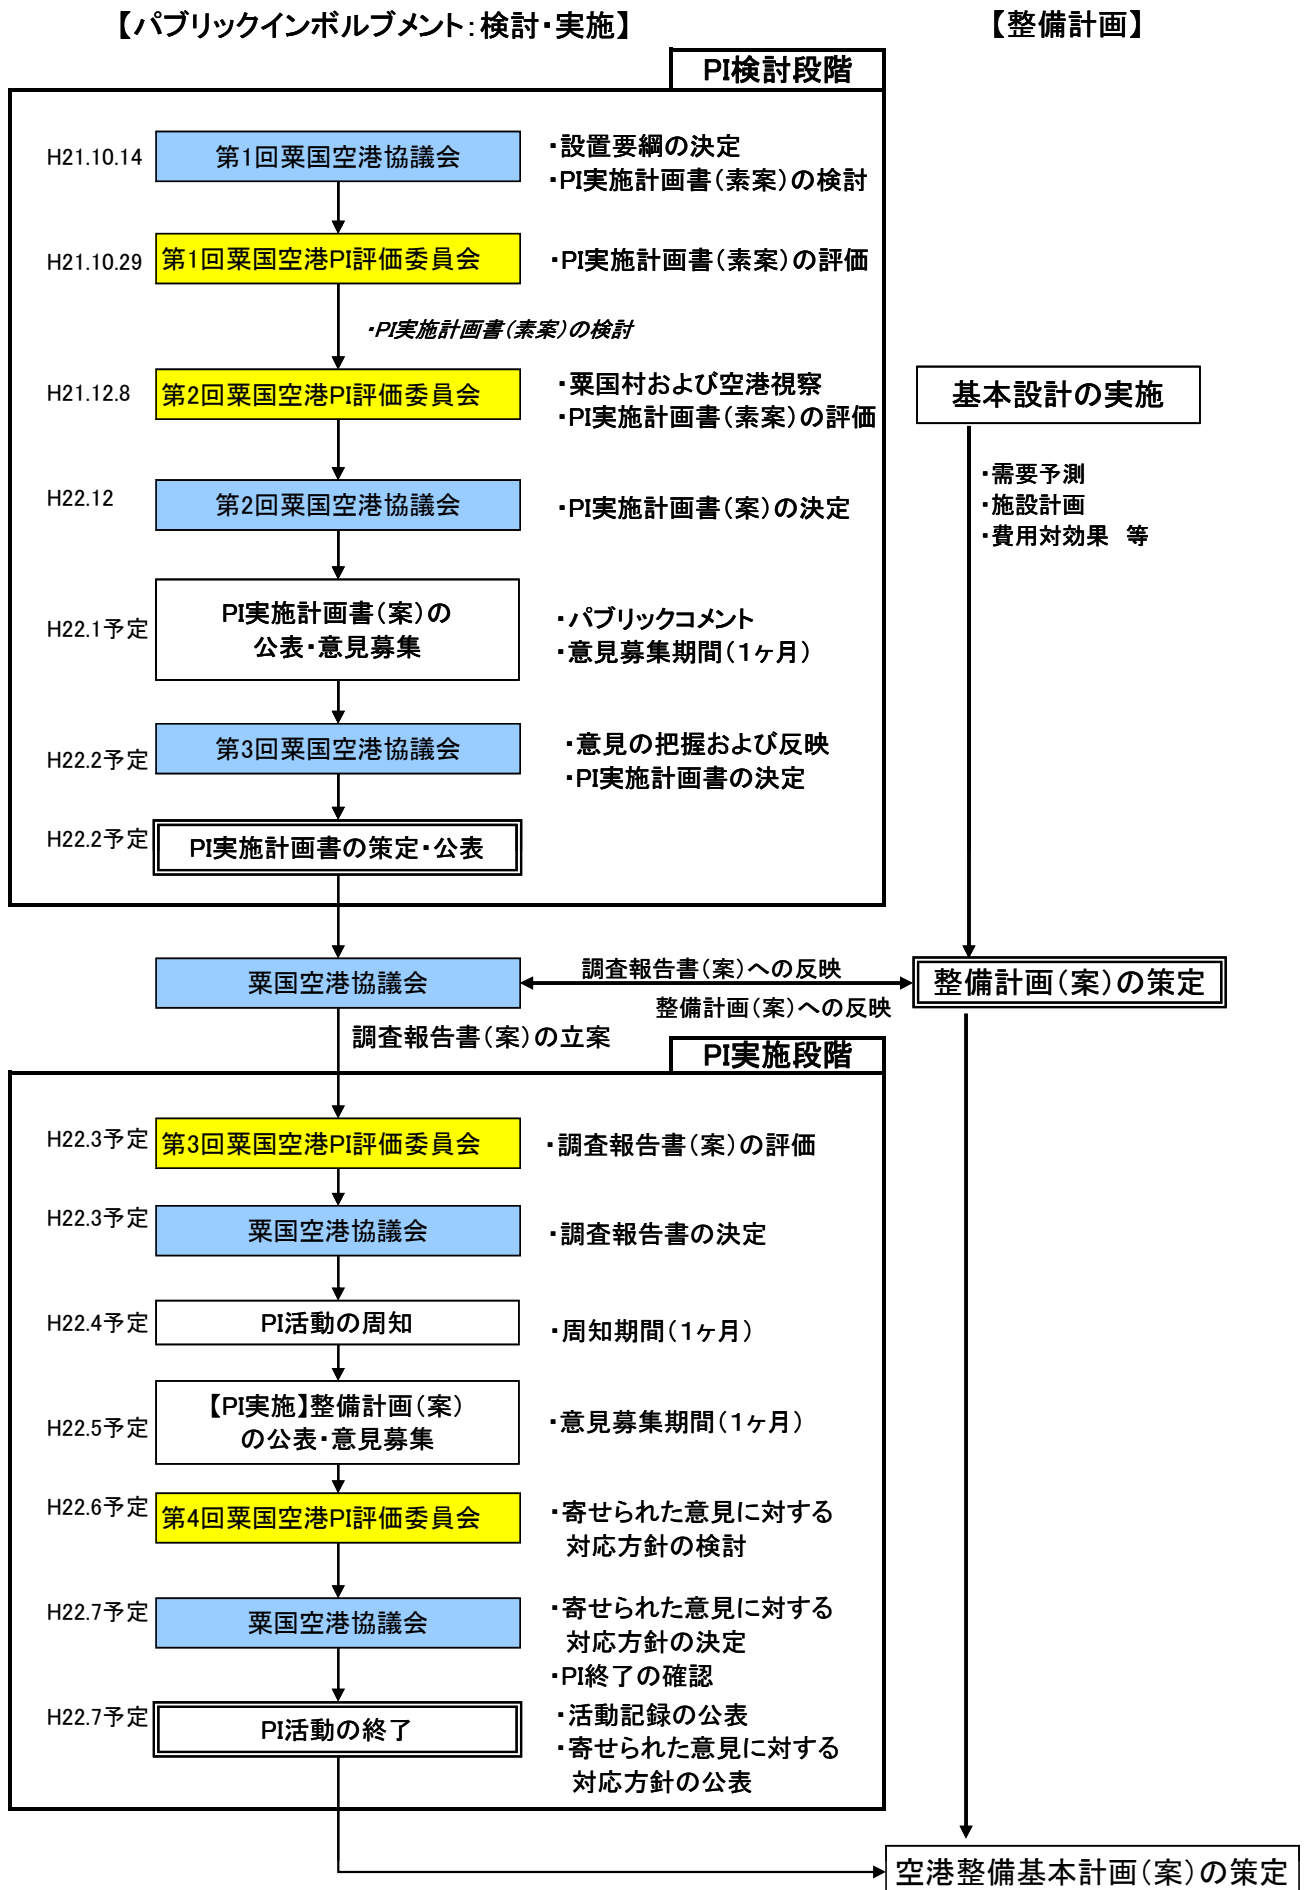 【パブリックインボルブメント：検討・実施】
【整備計画】
PI検討段階
H21.10.14
第1回粟国空港協議会
・設置要綱の決定
・PI実施計画書（素案）の検討
H21.10.29
第1回粟国空港PI評価委員会
・PI実施計画書（素案）の評価
・PI実施計画書（素案）の検討
H21.12.8
第2回粟国空港PI評価委員会
・粟国村および空港視察
・PI実施計画書（素案）の評価
基本設計の実施
・需要予測
・施設計画
・費用対効果　等
H22.12
第2回粟国空港協議会
・PI実施計画書（案）の決定
H22.1予定
PI実施計画書（案）の
公表・意見募集
・パブリックコメント
・意見募集期間（１ヶ月）
H22.2予定
第3回粟国空港協議会
・意見の把握および反映
・PI実施計画書の決定
H22.2予定
PI実施計画書の策定・公表
粟国空港協議会
調査報告書（案）への反映
整備計画（案）への反映
整備計画（案）の策定
調査報告書（案）の立案
PI実施段階
H22.3予定
第3回粟国空港PI評価委員会
・調査報告書（案）の評価
H22.3予定
粟国空港協議会
・調査報告書の決定
H22.4予定
PI活動の周知
・周知期間（１ヶ月）
H22.5予定
【PI実施】整備計画（案）
の公表・意見募集
・意見募集期間（１ヶ月）
H22.6予定
第4回粟国空港PI評価委員会
・寄せられた意見に対する
対応方針の検討
H22.7予定
粟国空港協議会
・寄せられた意見に対する
対応方針の決定
・PI終了の確認
H22.7予定
PI活動の終了
・活動記録の公表
・寄せられた意見に対する
対応方針の公表
空港整備基本計画（案）の策定